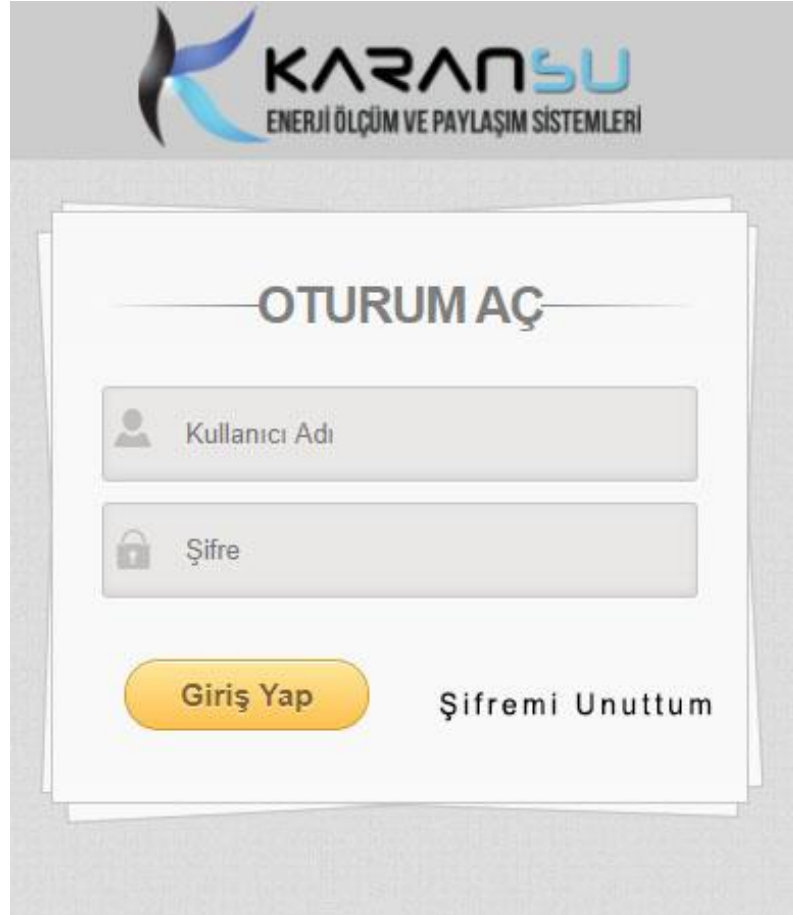 KARANSU
ENERJİ ÖLÇÜM VE PAYLAŞIM SİSTEMLERİ
OTURUM AÇ
Kullanıcı Adı
Şifre
Giriş Yap
Şifremi Unuttum